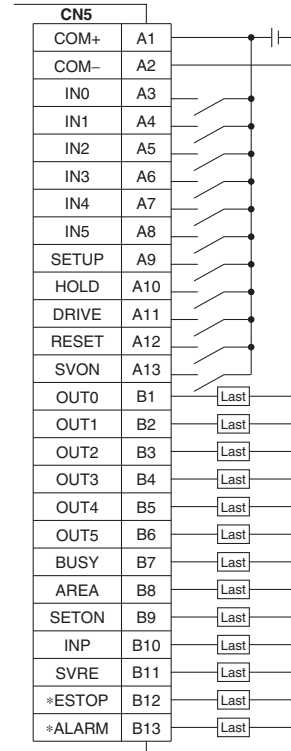 CN5
COM+ A1
COM− A2
IN0 A3
IN1 A4
IN2 A5
IN3 A6
IN4 A7
IN5 A8
SETUP A9
HOLD A10
DRIVE A11
RESET A12
SVON A13
OUT0 B1 Last
OUT1 B2 Last
OUT2 B3 Last
OUT3 B4 Last
OUT4 B5 Last
OUT5 B6 Last
BUSY B7 Last
AREA B8 Last
SETON B9 Last
INP B10 Last
SVRE B11 Last
∗ESTOP B12 Last
∗ALARM B13 Last